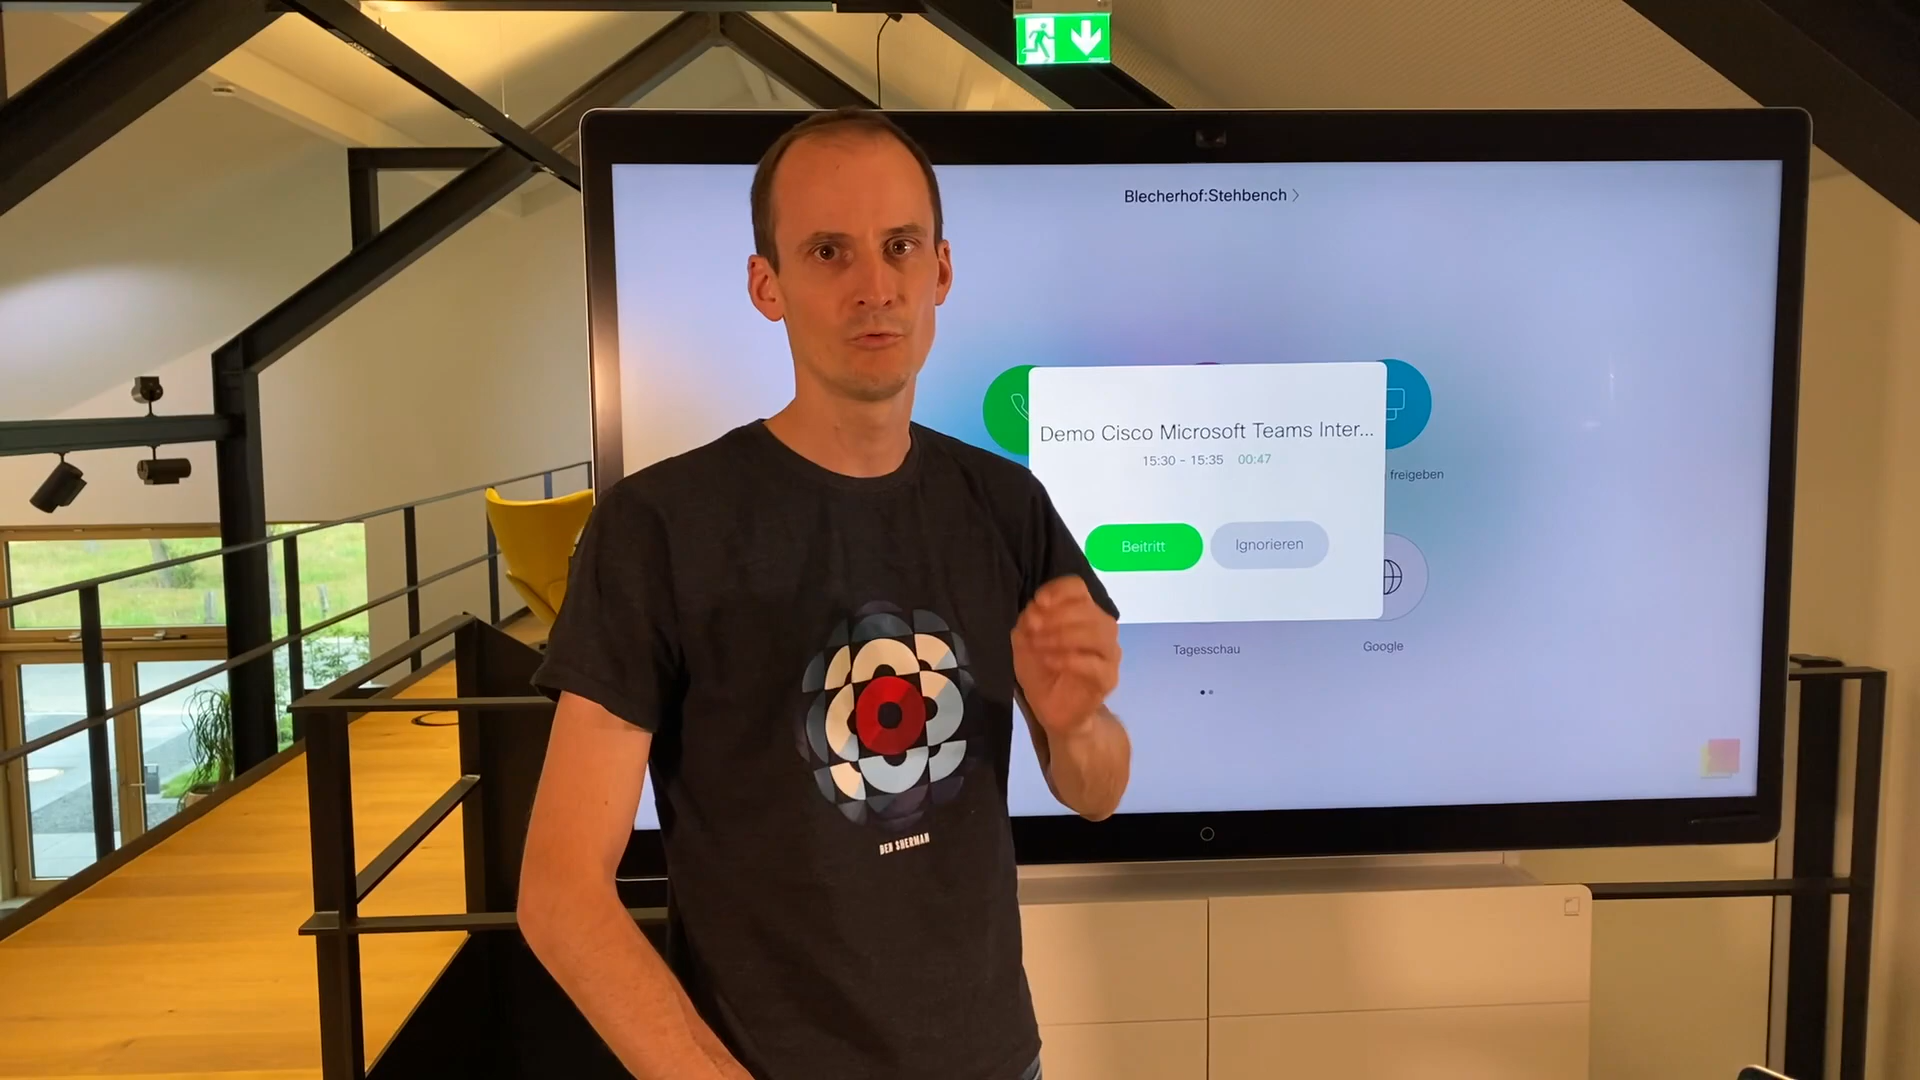 Blecherhof:Stehbench
Demo Cisco Microsoft Teams Inter...
15:30 - 15:35 00:47
freigeben
Beitritt Ignorieren
Tagesschau Google
BEN SHERMAN